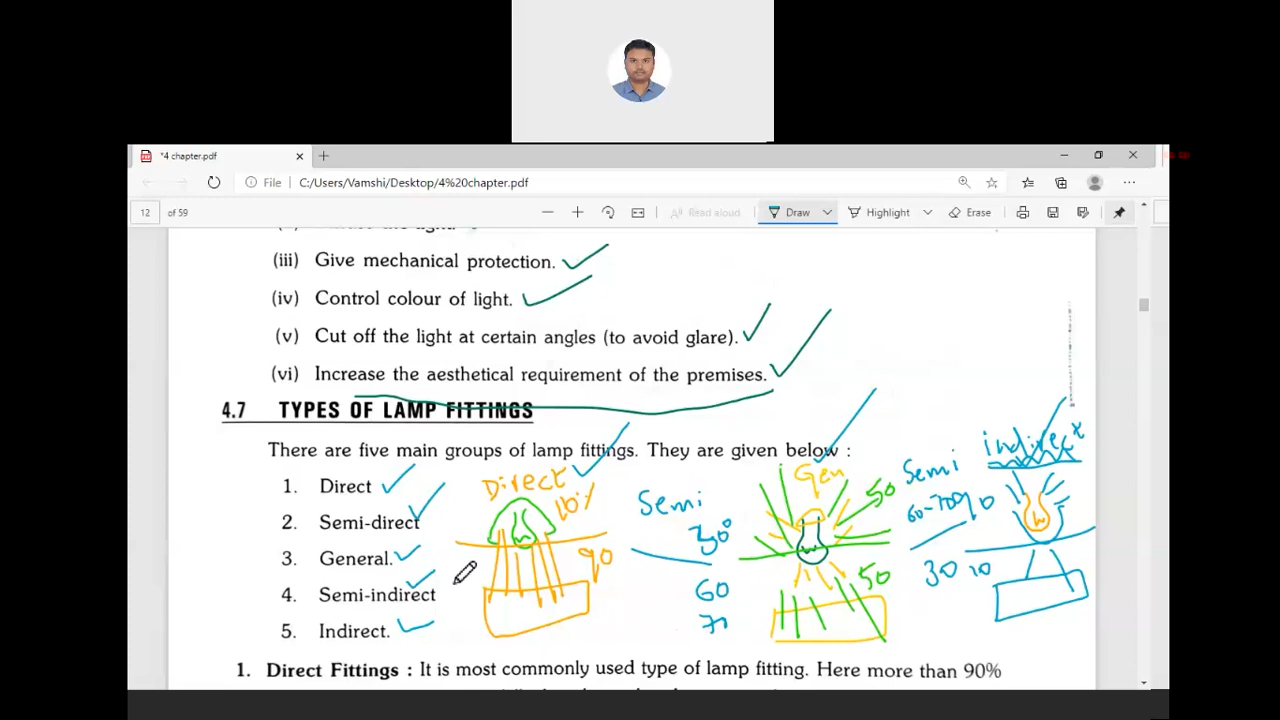 *4 chapter.pdf
File
C:/Users/Vamshi/Desktop/4%20chapter.pdf
12 of 59
Read aloud
Draw
Highlight
Erase
(iii) Give mechanical protection.
(iv) Control colour of light.
(v) Cut off the light at certain angles (to avoid glare).
(vi) Increase the aesthetical requirement of the premises.
4.7 TYPES OF LAMP FITTINGS
There are five main groups of lamp fittings. They are given below :
1. Direct
2. Semi-direct
3. General.
4. Semi-indirect
5. Indirect.
Direct
10%
90
Semi
30
60
70
Gen
50
50
Semi
60-70
30
indirect
90
10
1. Direct Fittings : It is most commonly used type of lamp fitting. Here more than 90%